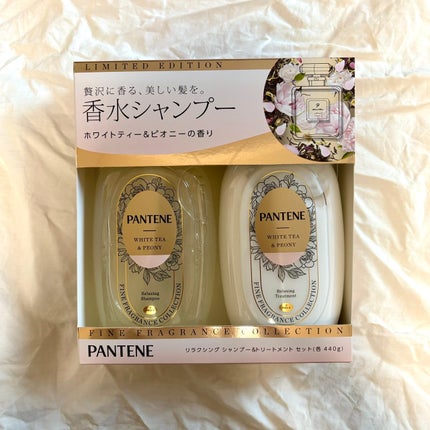 LIMITED EDITION
贅沢に香る、美しい髪を。
香水シャンプー
ホワイトティー&ピオニーの香り
PANTENE
WHITE TEA
& PEONY
Relaxing
Shampoo
FINE FRAGRANCE COLLECTION
PANTENE
WHITE TEA
& PEONY
Relaxing
Treatment
FINE FRAGRANCE COLLECTION
FINE FRAGRANCE COLLECTION
PANTENE
リラクシング シャンプー&トリートメント セット(各 440g)